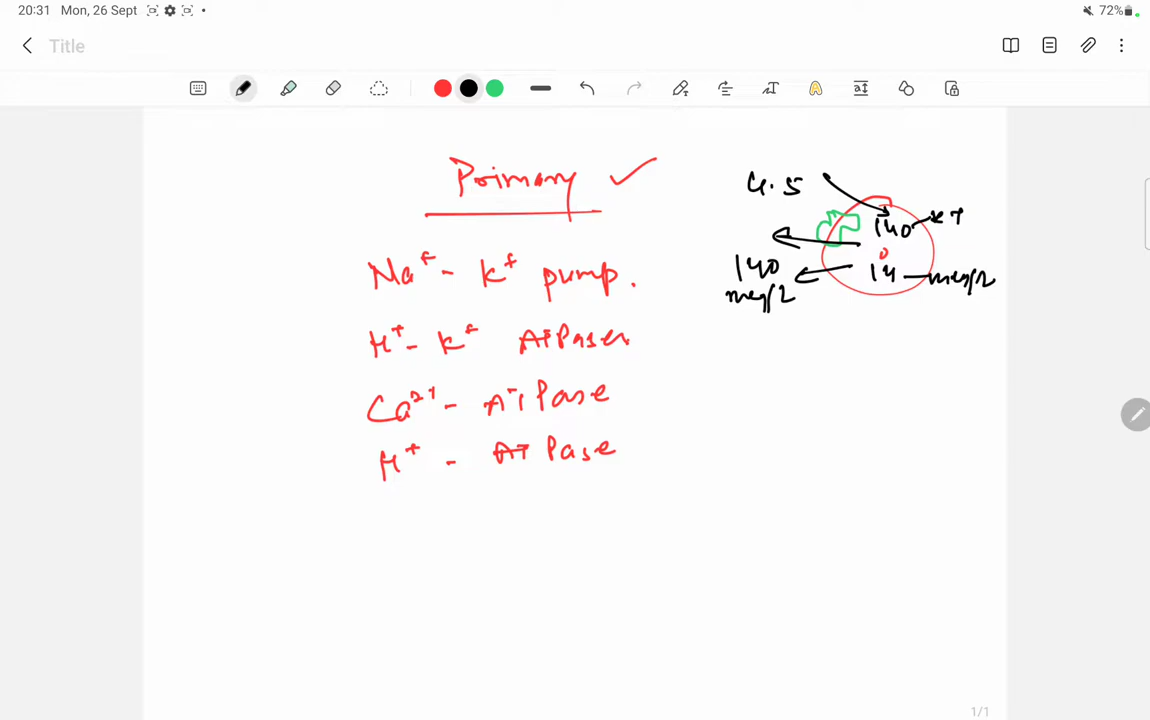 20:31 Mon, 26 Sept
72%
Title
Primary ✓
4.5
140 K+
Na+ - K+ pump.
140
14 meq/L
meq/L
H+ - K+ ATPases
Ca2+ - ATPase
H+ - ATPase
1/1